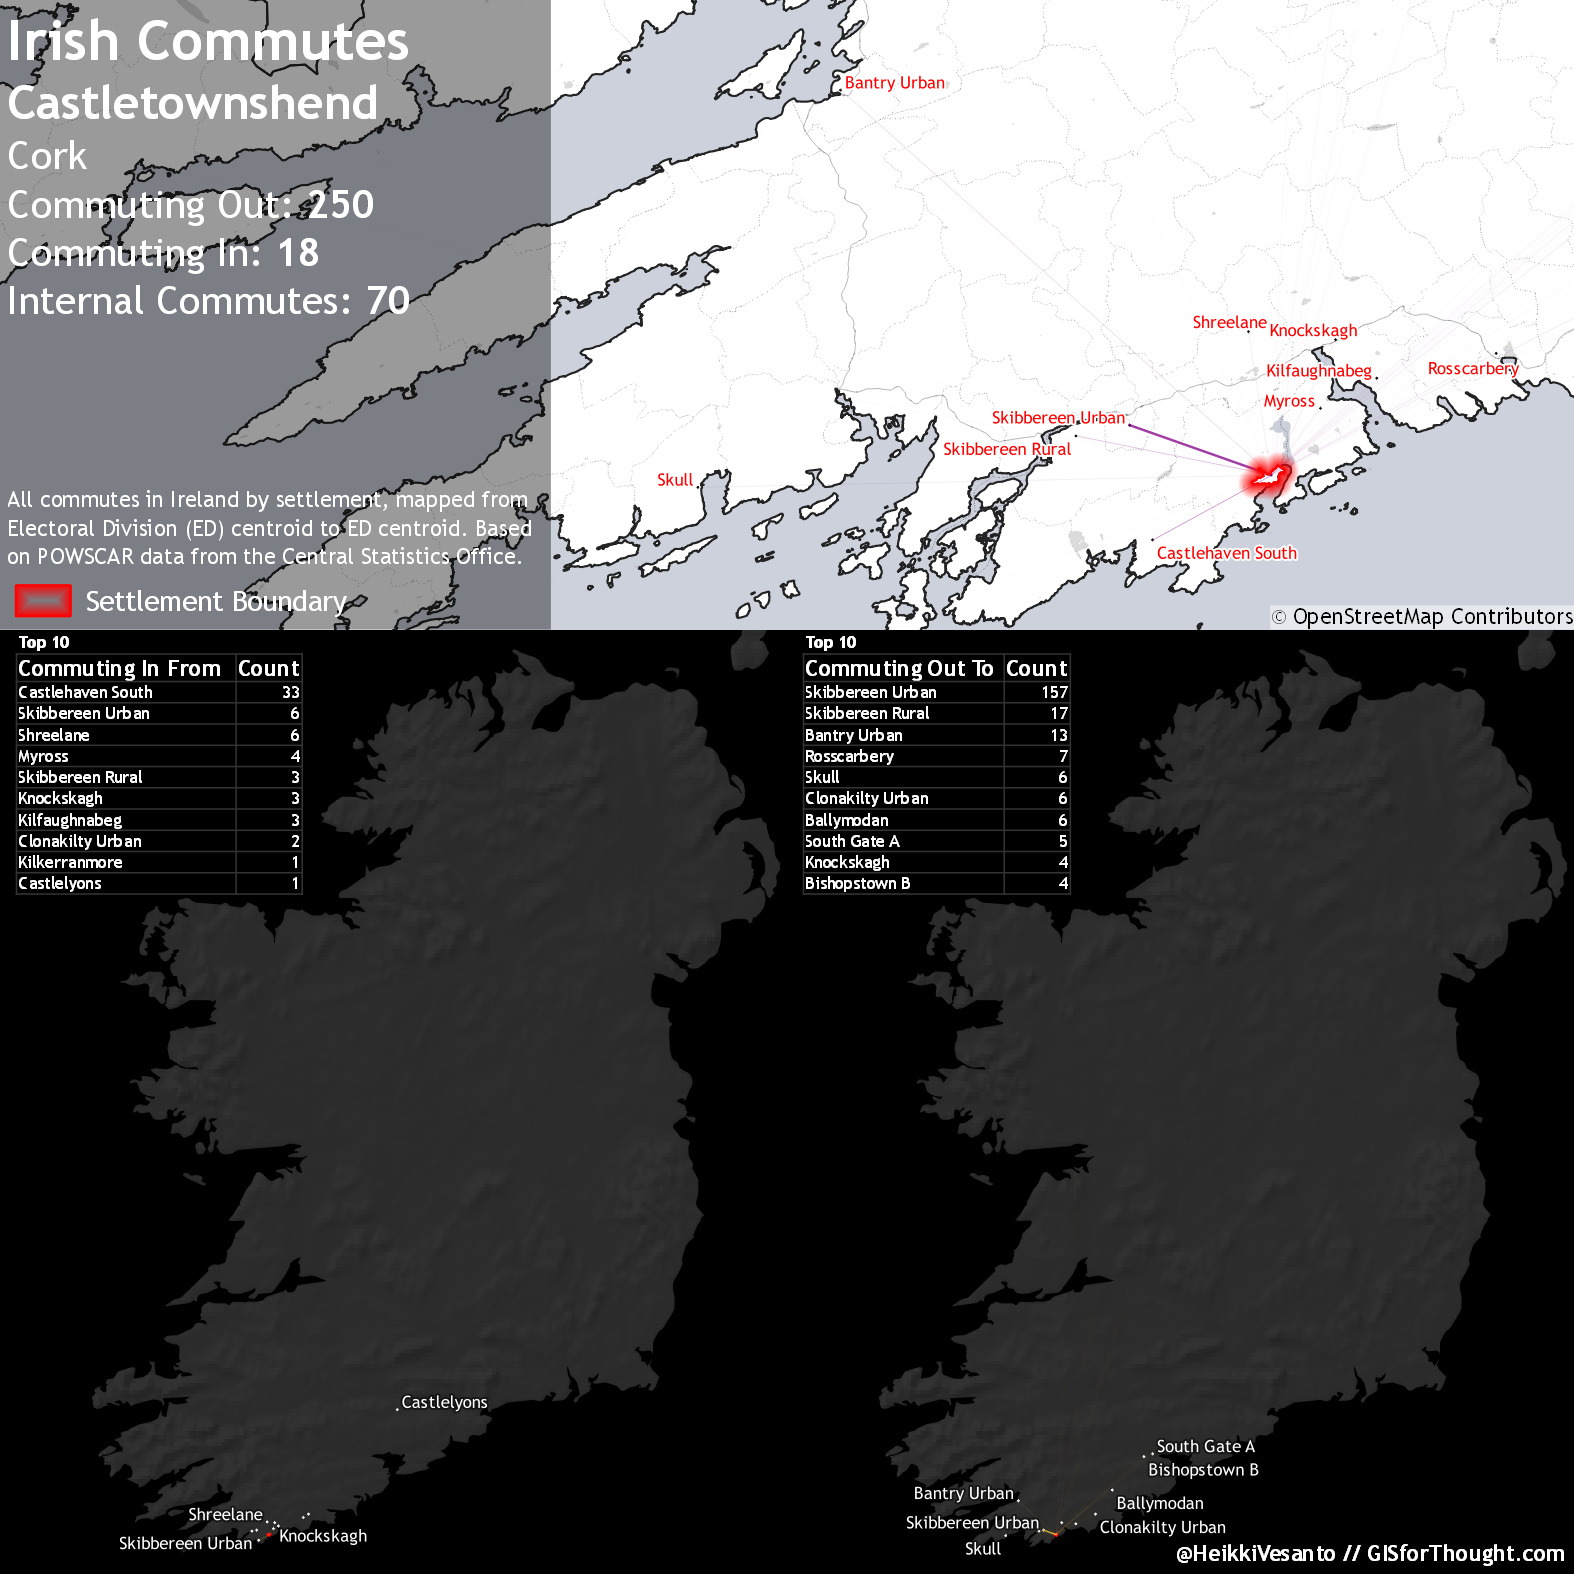 Irish Commutes
Castletownshend
Cork
Commuting Out: 250
Commuting In: 18
Internal Commutes: 70
All commutes in Ireland by settlement, mapped from
Electoral Division (ED) centroid to ED centroid. Based
on POWSCAR data from the Central Statistics Office.
Settlement Boundary
Bantry Urban
Shreelane
Knockskagh
Kilfaughnabeg
Rosscarbery
Myross
Skibbereen Urban
Skibbereen Rural
Skull
Castlehaven South
© OpenStreetMap Contributors
Top 10
Commuting In From Count
Castlehaven South 33
Skibbereen Urban 6
Shreelane 6
Myross 4
Skibbereen Rural 3
Knockskagh 3
Kilfaughnabeg 3
Clonakilty Urban 2
Kilkerranmore 1
Castlelyons 1
Castlelyons
Shreelane
Knockskagh
Skibbereen Urban
Top 10
Commuting Out To Count
Skibbereen Urban 157
Skibbereen Rural 17
Bantry Urban 13
Rosscarbery 7
Skull 6
Clonakilty Urban 6
Ballymodan 6
South Gate A 5
Knockskagh 4
Bishopstown B 4
South Gate A
Bishopstown B
Bantry Urban
Ballymodan
Skibbereen Urban
Clonakilty Urban
Skull
@HeikkiVesanto // GISforThought.com